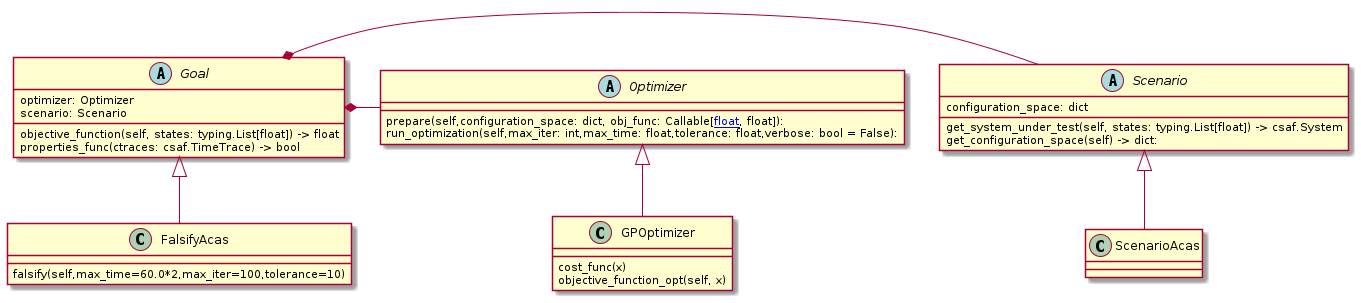 A Goal
optimizer: Optimizer
scenario: Scenario
objective_function(self, states: typing.List[float]) -> float
properties_func(ctraces: csaf.TimeTrace) -> bool
A Optimizer
prepare(self,configuration_space: dict, obj_func: Callable[float, float]):
run_optimization(self,max_iter: int,max_time: float,tolerance: float,verbose: bool = False):
A Scenario
configuration_space: dict
get_system_under_test(self, states: typing.List[float]) -> csaf.System
get_configuration_space(self) -> dict:
C FalsifyAcas
falsify(self,max_time=60.0*2,max_iter=100,tolerance=10)
C GPOptimizer
cost_func(x)
objective_function_opt(self, x)
C ScenarioAcas